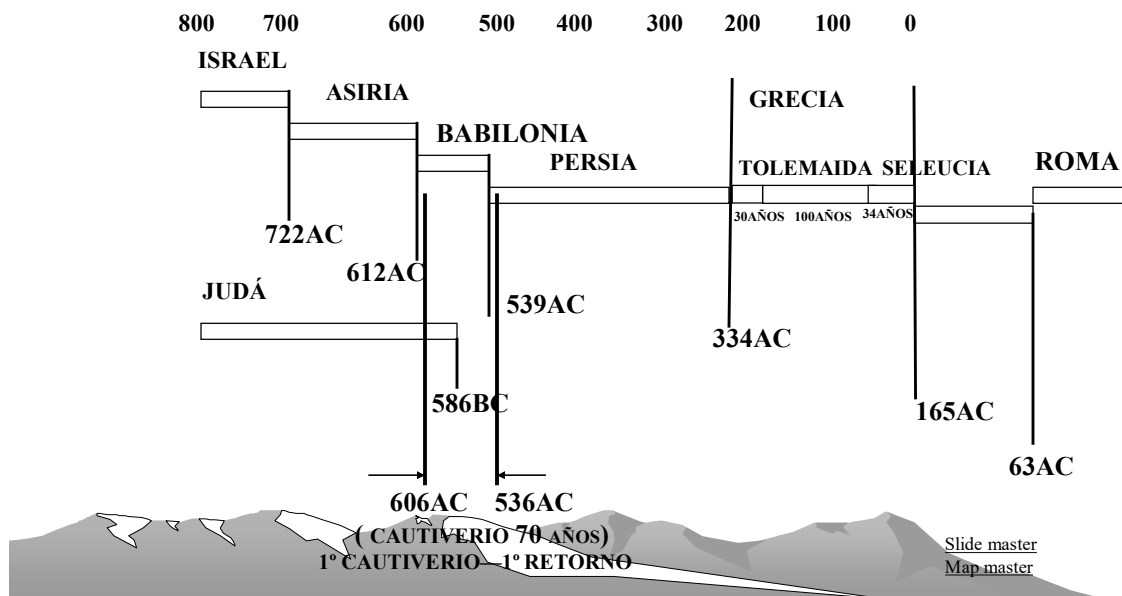 800 700 600 500 400 300 200 100 0
ISRAEL
ASIRIA
GRECIA
BABILONIA
PERSIA
TOLEMAIDA SELEUCIA
ROMA
30AÑOS 100AÑOS 34AÑOS
722AC
612AC
JUDÁ
539AC
334AC
586BC
165AC
63AC
606AC 536AC
( CAUTIVERIO 70 AÑOS)
1º CAUTIVERIO—1º RETORNO
Slide master
Map master